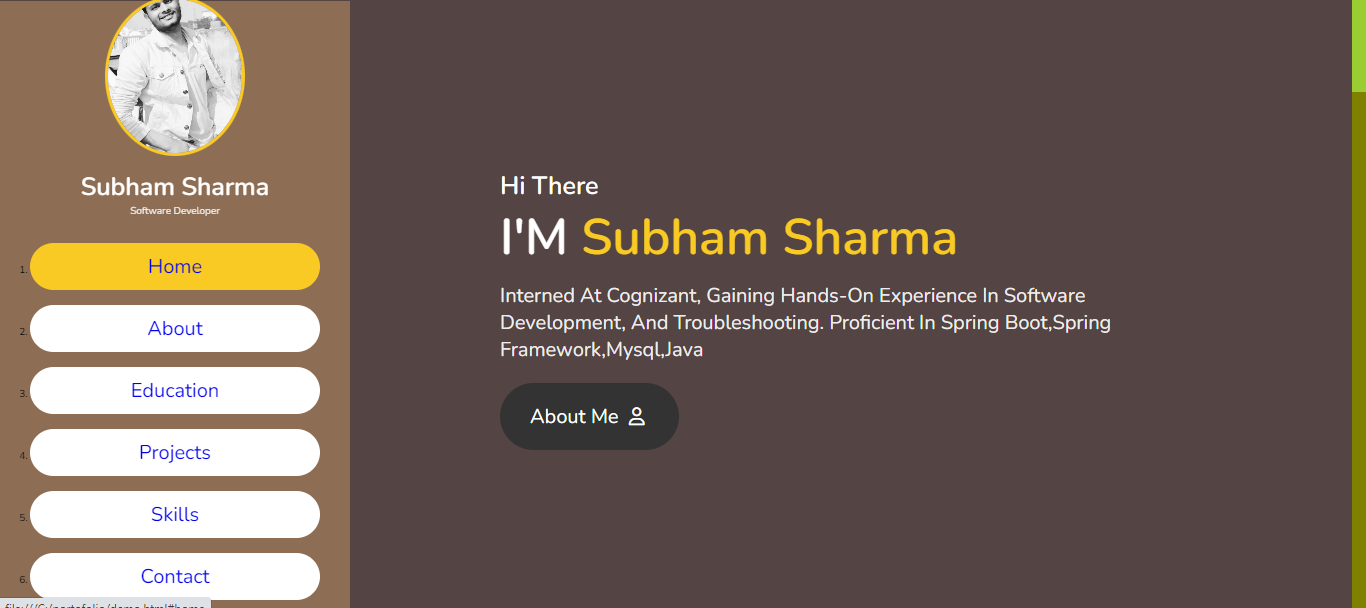 Subham Sharma
Software Developer
1. Home
2. About
3. Education
4. Projects
5. Skills
6. Contact
Hi There
I'M Subham Sharma
Interned At Cognizant, Gaining Hands-On Experience In Software
Development, And Troubleshooting. Proficient In Spring Boot,Spring
Framework,Mysql,Java
About Me